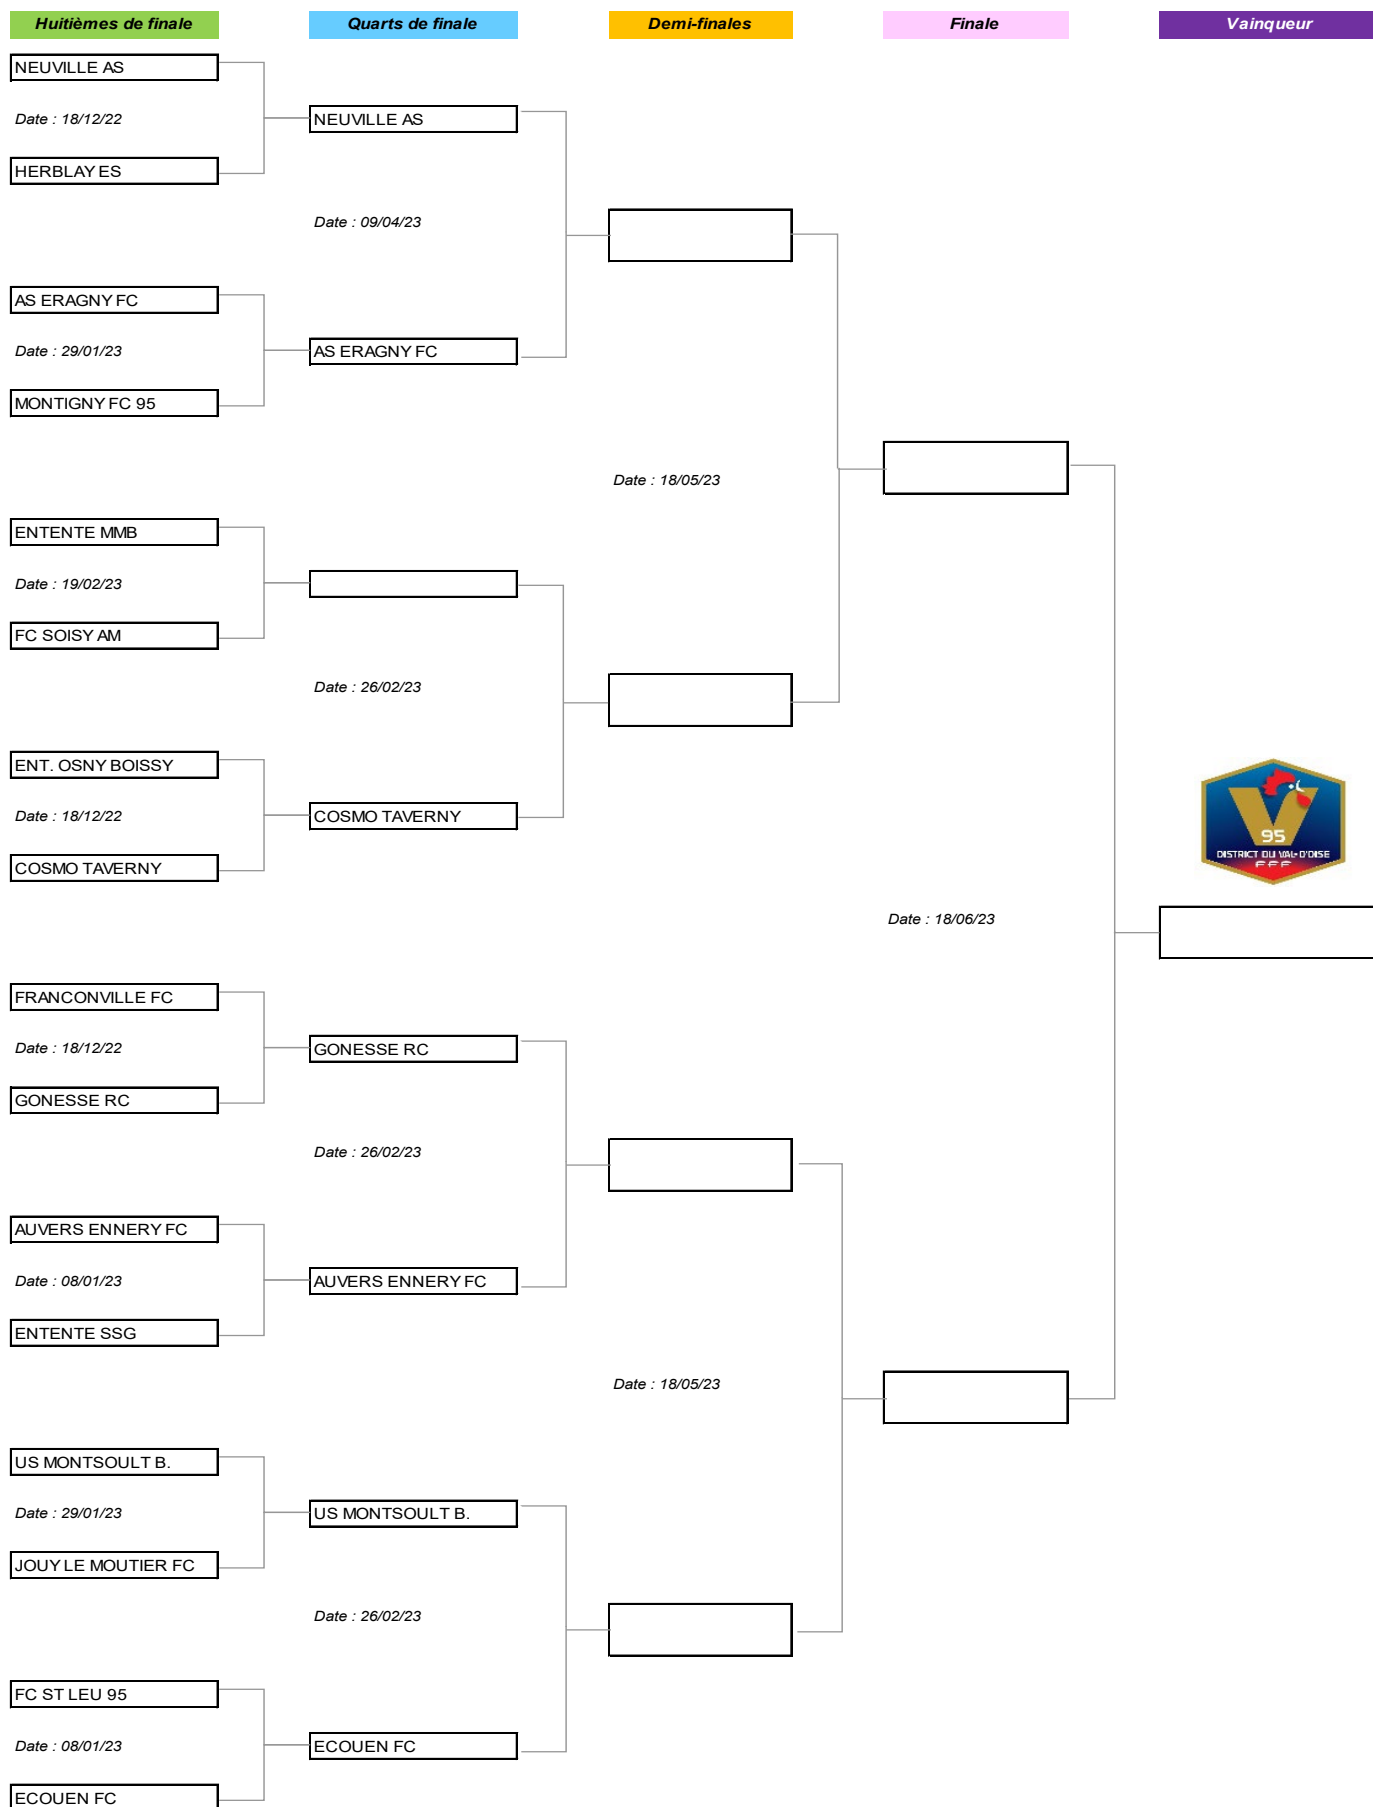 Huitièmes de finale
Quarts de finale
Demi-finales
Finale
Vainqueur
NEUVILLE AS
Date : 18/12/22
NEUVILLE AS
HERBLAY ES
Date : 09/04/23
AS ERAGNY FC
Date : 29/01/23
AS ERAGNY FC
MONTIGNY FC 95
Date : 18/05/23
ENTENTE MMB
Date : 19/02/23
FC SOISY AM
Date : 26/02/23
ENT. OSNY BOISSY
Date : 18/12/22
COSMO TAVERNY
COSMO TAVERNY
95
DISTRICT DU VAL-D'OISE
FFF
Date : 18/06/23
FRANCONVILLE FC
Date : 18/12/22
GONESSE RC
GONESSE RC
Date : 26/02/23
AUVERS ENNERY FC
Date : 08/01/23
AUVERS ENNERY FC
ENTENTE SSG
Date : 18/05/23
US MONTSOULT B.
Date : 29/01/23
US MONTSOULT B.
JOUY LE MOUTIER FC
Date : 26/02/23
FC ST LEU 95
Date : 08/01/23
ECOUEN FC
ECOUEN FC